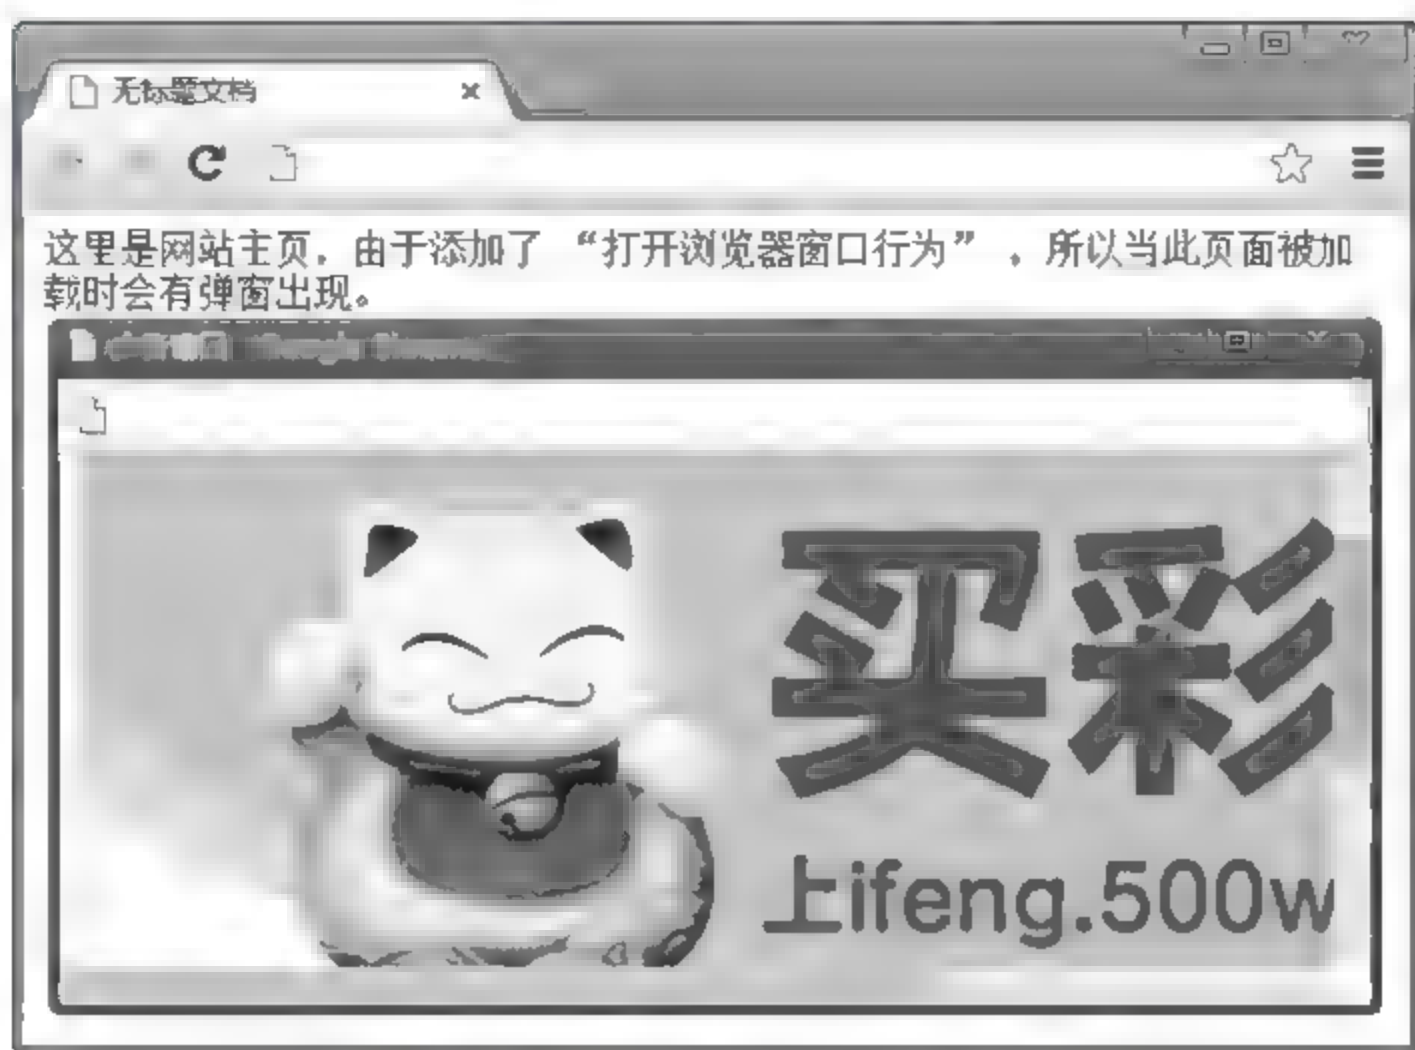 无标题文档
这里是网站主页，由于添加了“打开浏览器窗口行为”，所以当此页面被加
载时会有弹窗出现。
买彩
上ifeng.500w